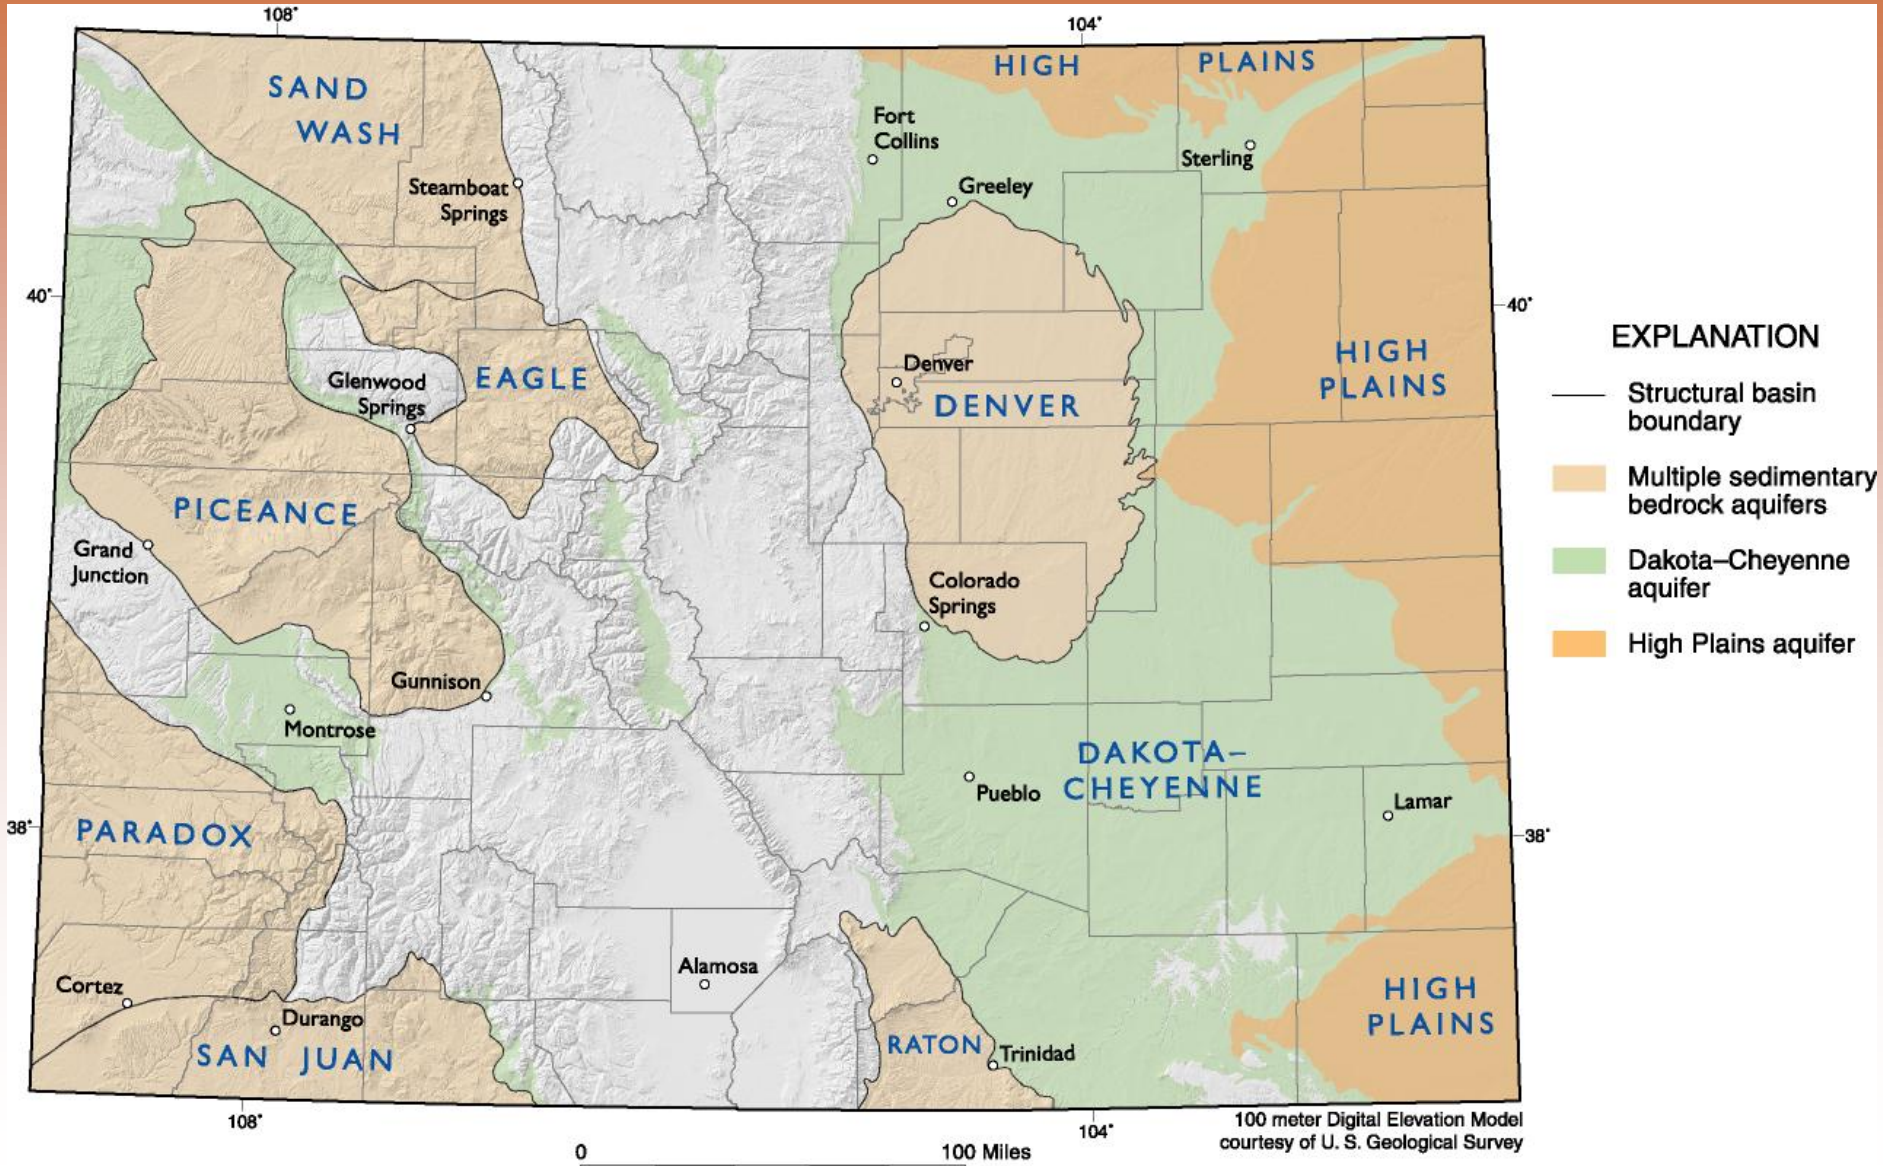 108°
104°
SAND
WASH
HIGH
PLAINS
Fort
Collins
Sterling
Steamboat
Springs
Greeley
40°
40°
EXPLANATION
Structural basin
boundary
Multiple sedimentary
bedrock aquifers
Dakota–Cheyenne
aquifer
High Plains aquifer
HIGH
PLAINS
Denver
DENVER
EAGLE
Glenwood
Springs
PICEANCE
Grand
Junction
Colorado
Springs
Gunnison
Montrose
DAKOTA–
CHEYENNE
Pueblo
Lamar
38°
38°
PARADOX
Alamosa
Cortez
Durango
SAN JUAN
RATON
Trinidad
HIGH
PLAINS
108°
104°
100 meter Digital Elevation Model
courtesy of U. S. Geological Survey
0
100 Miles